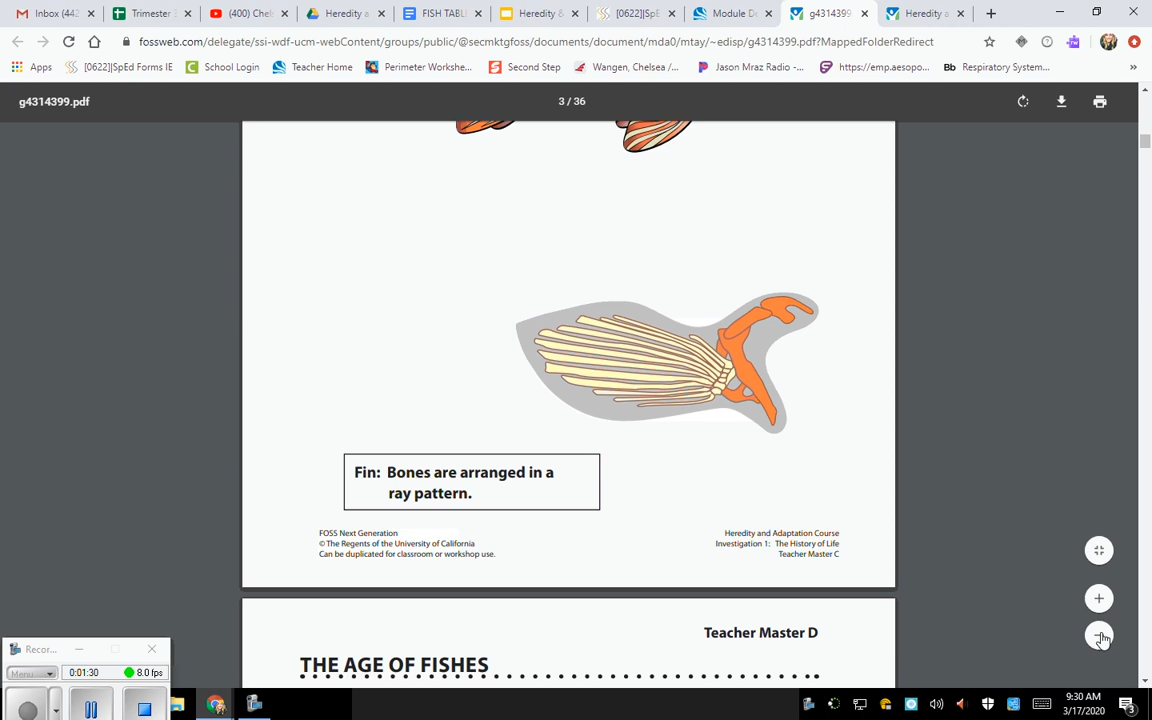 Inbox (442
Trimester
(400) Chel
Heredity a
FISH TABL
Heredity &
[0622]|SpE
Module De
g4314399
Heredity a
fossweb.com/delegate/ssi-wdf-ucm-webContent/groups/public/@secmktgfoss/documents/document/mda0/mtay/~edisp/g4314399.pdf?MappedFolderRedirect
Apps
[0622]|SpEd Forms IE
School Login
Teacher Home
Perimeter Workshe...
Second Step
Wangen, Chelsea /...
Jason Mraz Radio -...
https://emp.aesopo...
Bb Respiratory System...
»
g4314399.pdf
3 / 36
Fin: Bones are arranged in a
ray pattern.
FOSS Next Generation
© The Regents of the University of California
Can be duplicated for classroom or workshop use.
Heredity and Adaptation Course
Investigation 1: The History of Life
Teacher Master C
Teacher Master D
THE AGE OF FISHES
Recor...
Menu...
0:01:30
8.0 fps
9:30 AM
3/17/2020
3